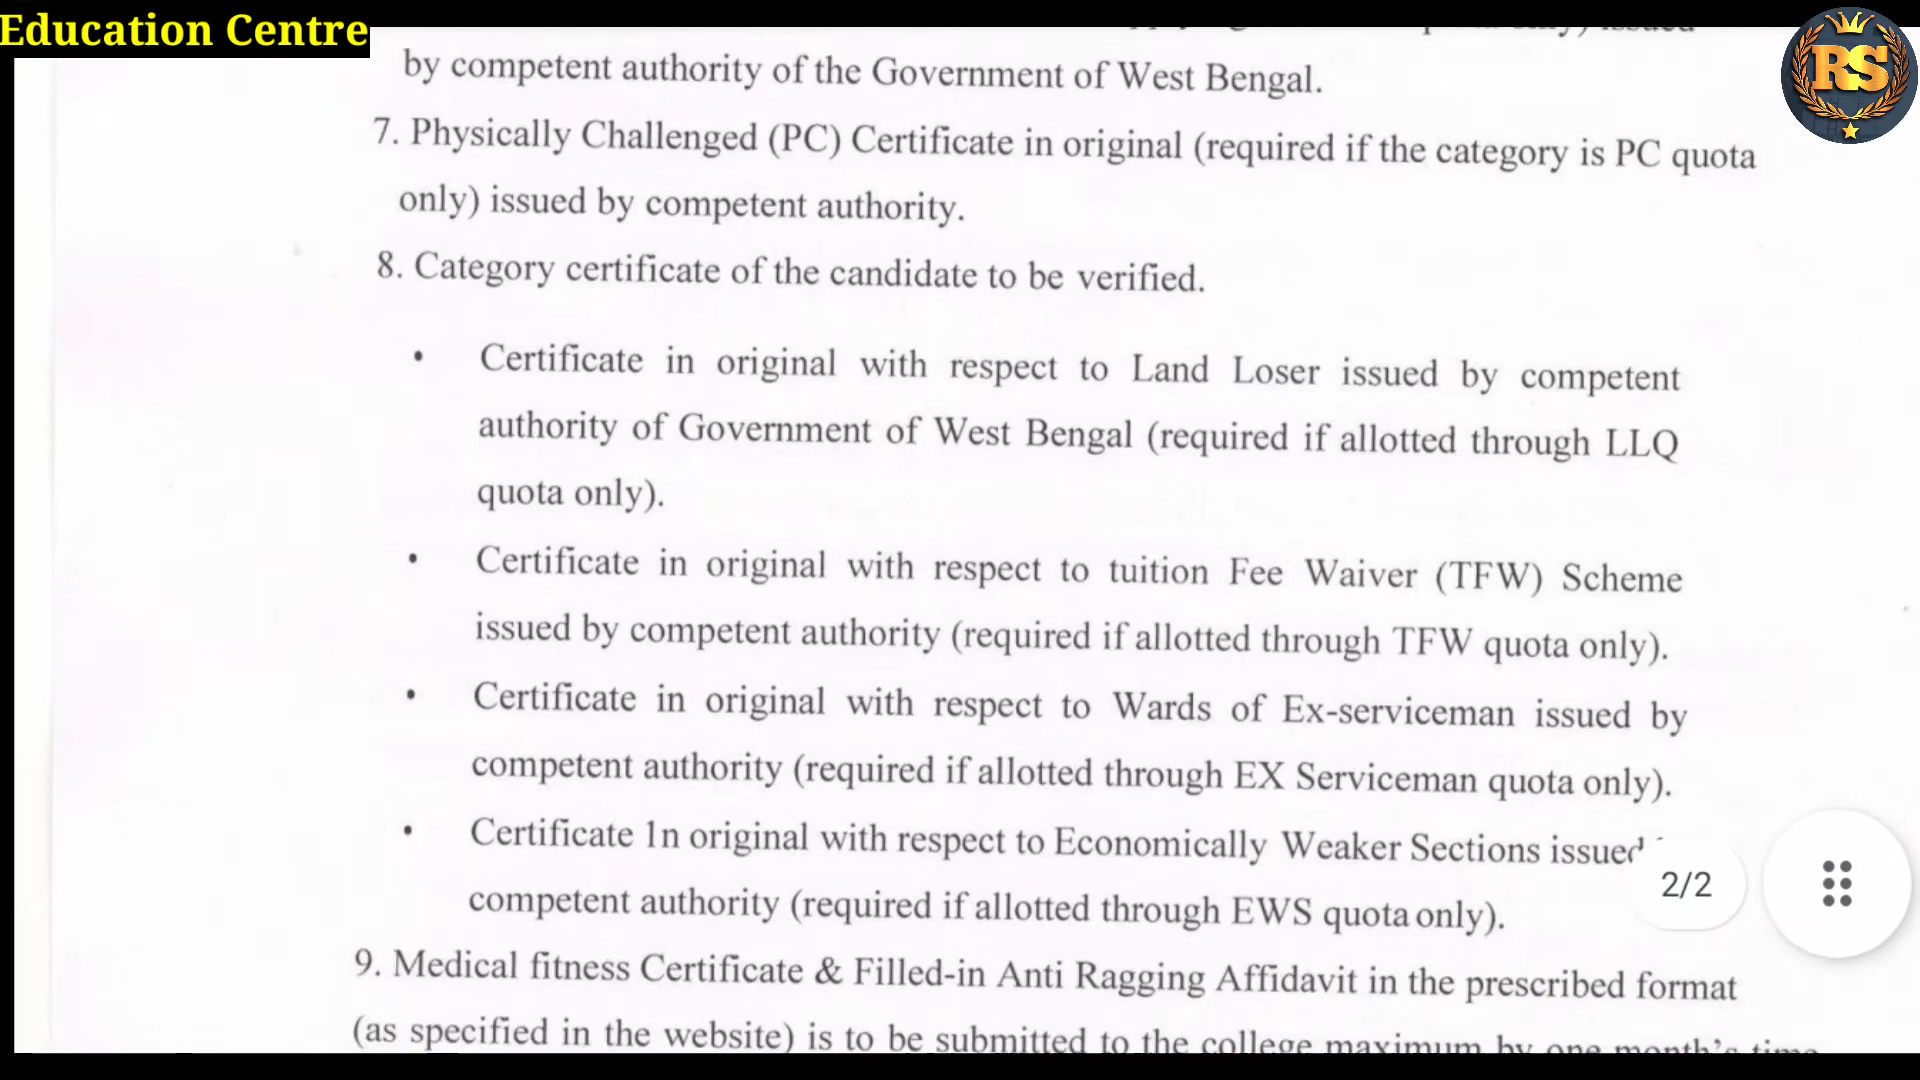 Education Centre
RS
by competent authority of the Government of West Bengal.
7. Physically Challenged (PC) Certificate in original (required if the category is PC quota
only) issued by competent authority.
8. Category certificate of the candidate to be verified.
• Certificate in original with respect to Land Loser issued by competent
authority of Government of West Bengal (required if allotted through LLQ
quota only).
• Certificate in original with respect to tuition Fee Waiver (TFW) Scheme
issued by competent authority (required if allotted through TFW quota only).
• Certificate in original with respect to Wards of Ex-serviceman issued by
competent authority (required if allotted through EX Serviceman quota only).
• Certificate 1n original with respect to Economically Weaker Sections issued
competent authority (required if allotted through EWS quota only).
2/2
9. Medical fitness Certificate & Filled-in Anti Ragging Affidavit in the prescribed format
(as specified in the website) is to be submitted to the college maximum by one month's time